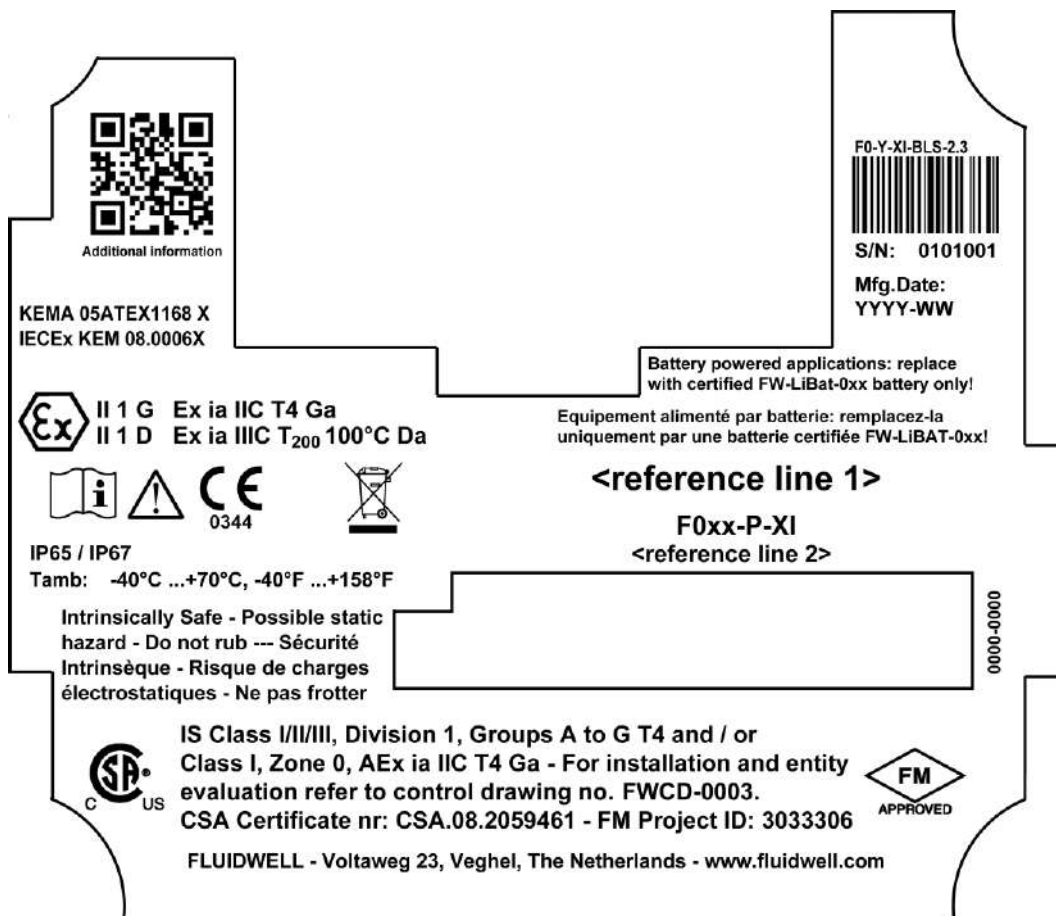 F0-Y-XI-BLS-2.3
Additional information
S/N: 0101001
Mfg.Date:
YYYY-WW
KEMA 05ATEX1168 X
IECEx KEM 08.0006X
Battery powered applications: replace
with certified FW-LiBat-0xx battery only!
Equipement alimenté par batterie: remplacez-la
uniquement par une batterie certifiée FW-LiBAT-0xx!
Ex
II 1 G Ex ia IIC T4 Ga
II 1 D Ex ia IIIC T200 100°C Da
i
CE
0344
<reference line 1>
F0xx-P-XI
<reference line 2>
IP65 / IP67
Tamb: -40°C ...+70°C, -40°F ...+158°F
Intrinsically Safe - Possible static
hazard - Do not rub --- Sécurité
Intrinsèque - Risque de charges
électrostatiques - Ne pas frotter
0000-0000
IS Class I/II/III, Division 1, Groups A to G T4 and / or
Class I, Zone 0, AEx ia IIC T4 Ga - For installation and entity
evaluation refer to control drawing no. FWCD-0003.
CSA Certificate nr: CSA.08.2059461 - FM Project ID: 3033306
C SA ® US
FM
APPROVED
FLUIDWELL - Voltaweg 23, Veghel, The Netherlands - www.fluidwell.com